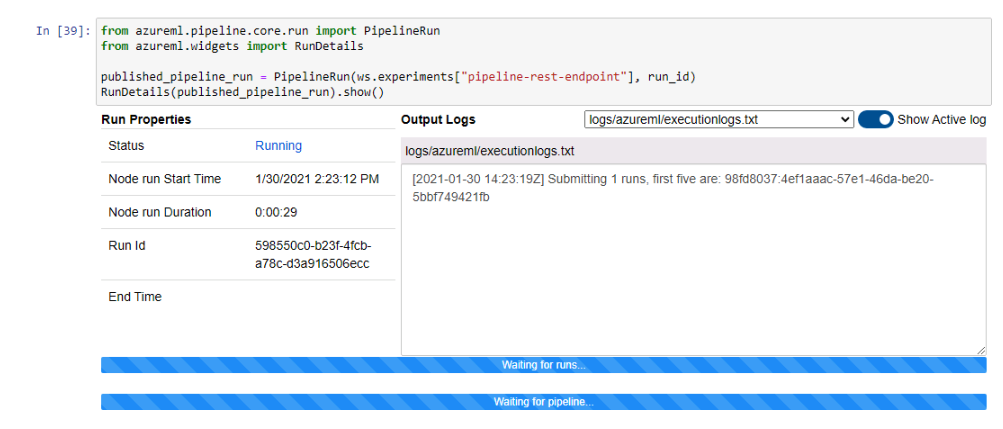 In [39]: from azureml.pipeline.core.run import PipelineRun
from azureml.widgets import RunDetails
published_pipeline_run = PipelineRun(ws.experiments["pipeline-rest-endpoint"], run_id)
RunDetails(published_pipeline_run).show()
Run Properties
Status Running
Node run Start Time 1/30/2021 2:23:12 PM
Node run Duration 0:00:29
Run Id 598550c0-b23f-4fcb-
a78c-d3a916506ecc
End Time
Output Logs logs/azureml/executionlogs.txt Show Active log
logs/azureml/executionlogs.txt
[2021-01-30 14:23:19Z] Submitting 1 runs, first five are: 98fd8037:4ef1aaac-57e1-46da-be20-
5bbf749421fb
Waiting for runs...
Waiting for pipeline...